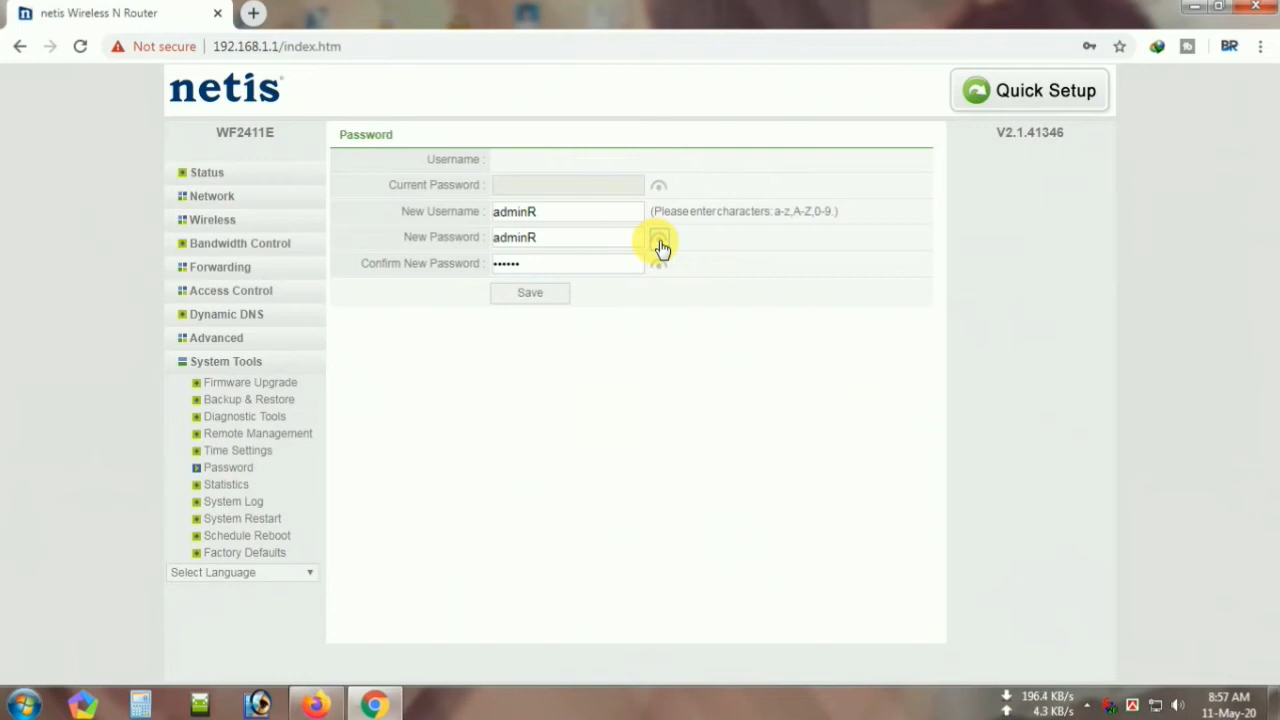 netis Wireless N Router
Not secure
192.168.1.1/index.htm
BR
netis
Quick Setup
WF2411E
Password
V2.1.41346
Username :
Current Password :
New Username :
adminR
(Please enter characters: a-z,A-Z,0-9.)
New Password :
adminR
Confirm New Password :
••••••
Save
Status
Network
Wireless
Bandwidth Control
Forwarding
Access Control
Dynamic DNS
Advanced
System Tools
Firmware Upgrade
Backup & Restore
Diagnostic Tools
Remote Management
Time Settings
Password
Statistics
System Log
System Restart
Schedule Reboot
Factory Defaults
Select Language
196.4 KB/s
4.3 KB/s
8:57 AM
11-May-20